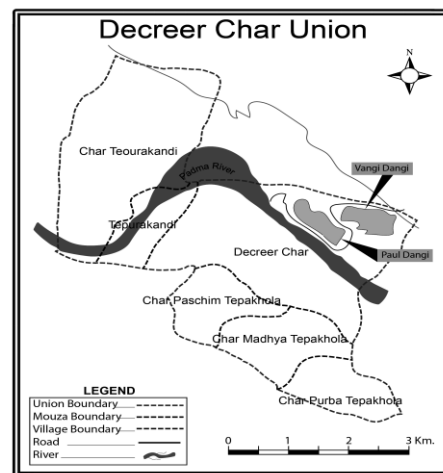 Decreer Char Union
N
Vangi Dangi
Char Teourakandi
Padma River
Tepurakandi
Decreer Char
Paul Dangi
Char Paschim Tepakhola
Char Madhya Tepakhola
Char Purba Tepakhola
LEGEND
Union Boundary
Mouza Boundary
Village Boundary
Road
River
0 1 2 3 Km.